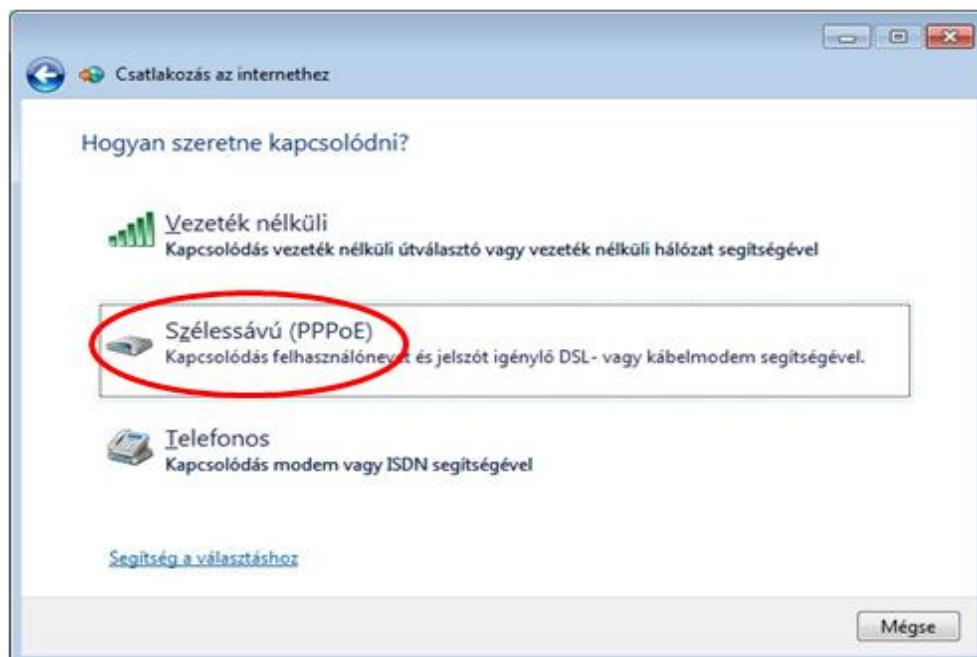 Csatlakozás az internethez
Hogyan szeretne kapcsolódni?
Vezeték nélküli
Kapcsolódás vezeték nélküli útválasztó vagy vezeték nélküli hálózat segítségével
Szélessávú (PPPoE)
Kapcsolódás felhasználónevet és jelszót igénylő DSL- vagy kábelmodem segítségével.
Telefonos
Kapcsolódás modem vagy ISDN segítségével
Segítség a választáshoz
Mégse